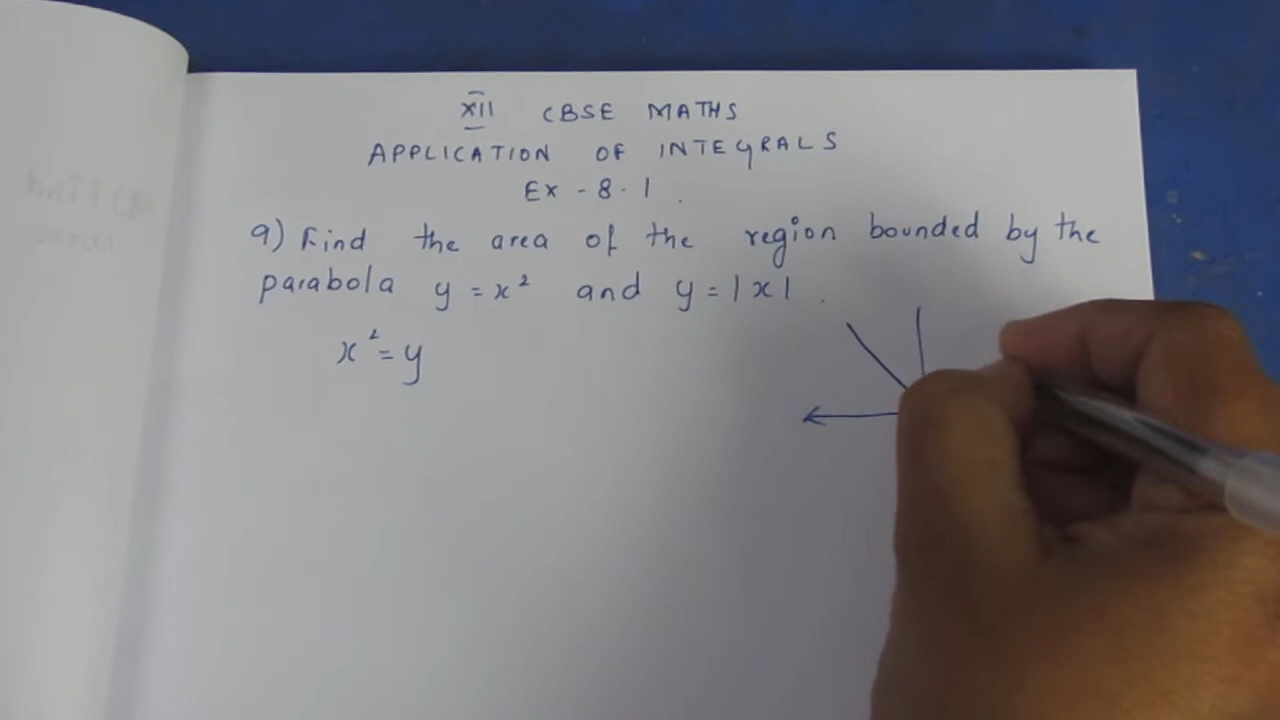 XII CBSE MATHS
APPLICATION OF INTEGRALS
Ex - 8.1.
9) Find the area of the region bounded by the
parabola y = x² and y = |x|.
x² = y